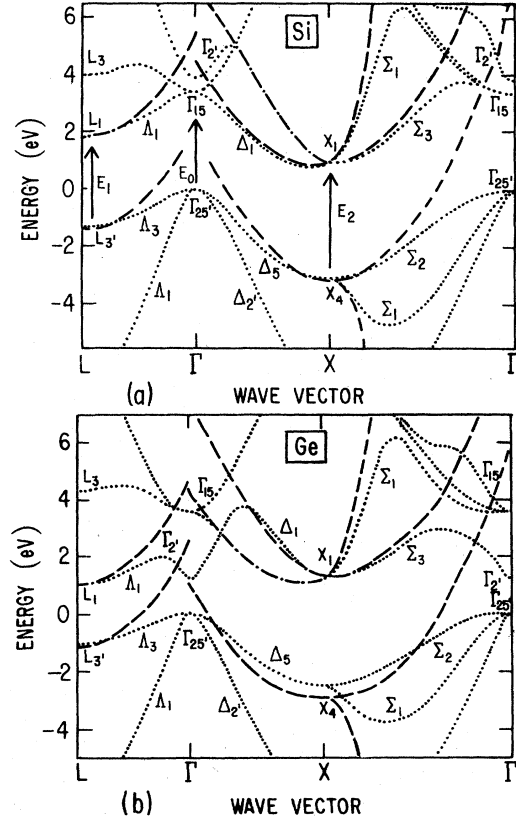 Si
6
4
2
0
-2
-4
ENERGY (eV)
L3
L1
L3'
Λ1
Λ3
Λ1
E1
E0
E2
Γ2'
Γ15
Γ25'
Δ1
Δ5
Δ2'
X1
X4
Σ1
Σ3
Σ2
Σ1
Γ2'
Γ15
Γ25'
L Γ X Γ
(a) WAVE VECTOR
Ge
6
4
2
0
-2
-4
ENERGY (eV)
L3
L1
L3'
Λ1
Λ3
Λ1
Γ15
Γ2'
Γ25'
Δ1
Δ5
Δ2'
X1
X4
Σ1
Σ3
Σ2
Σ1
Γ15
Γ2'
Γ25'
L Γ X Γ
(b) WAVE VECTOR